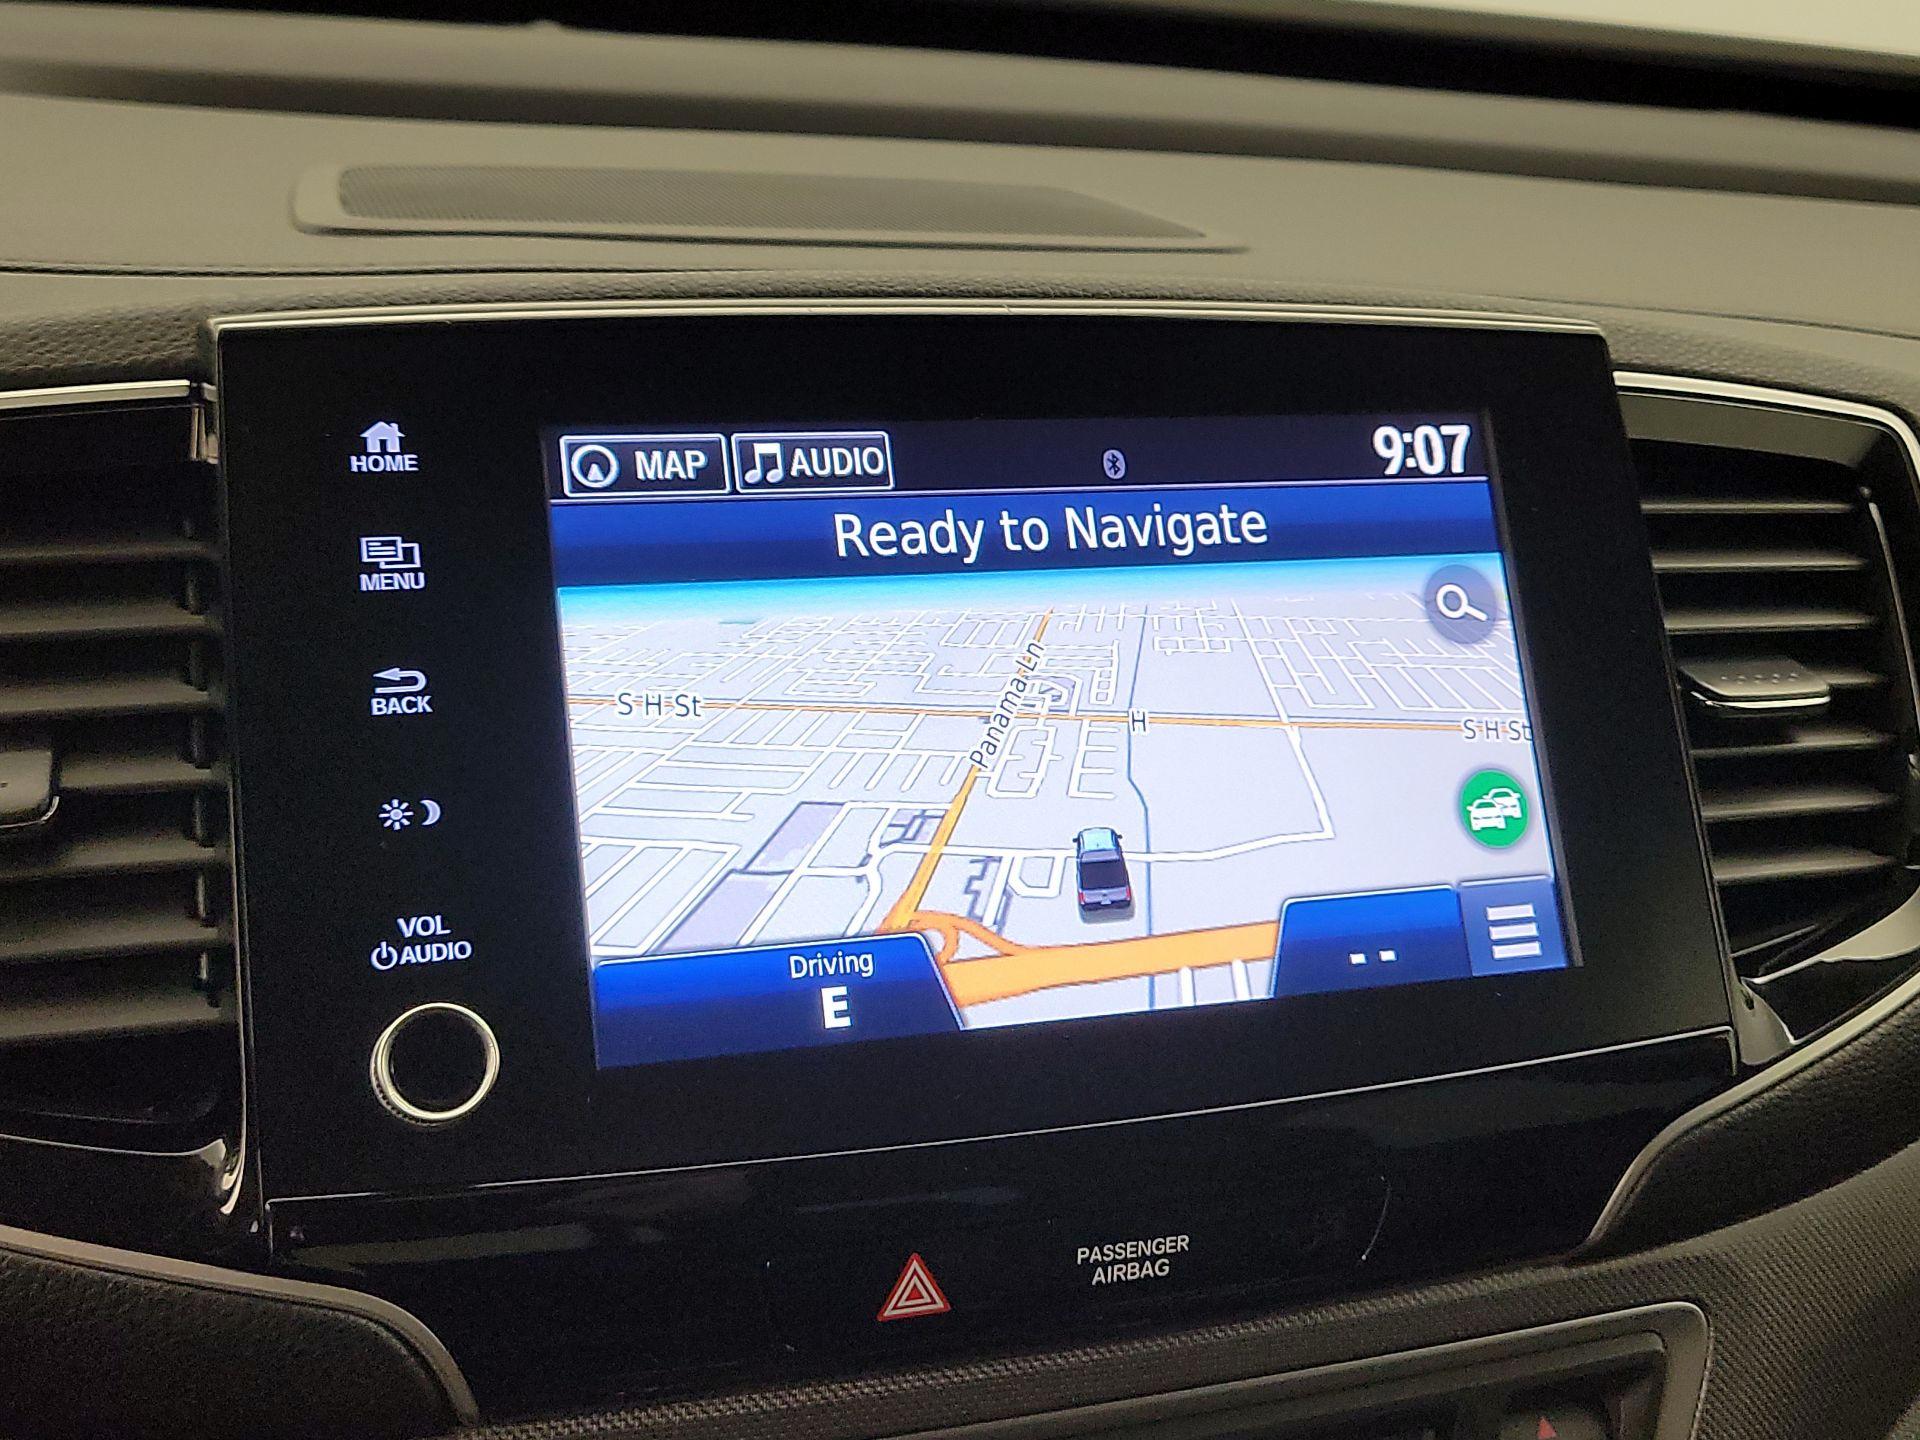 HOME
MENU
BACK
VOL
AUDIO
MAP
AUDIO
9:07
Ready to Navigate
Panama Ln
S H St
H
S H St
Driving
E
--
PASSENGER
AIRBAG